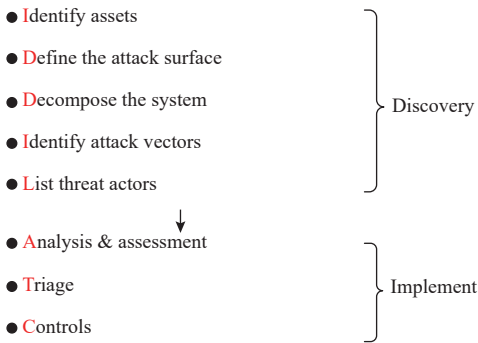 ● Identify assets
● Define the attack surface
● Decompose the system
● Identify attack vectors
● List threat actors
Discovery
● Analysis & assessment
● Triage
● Controls
Implement